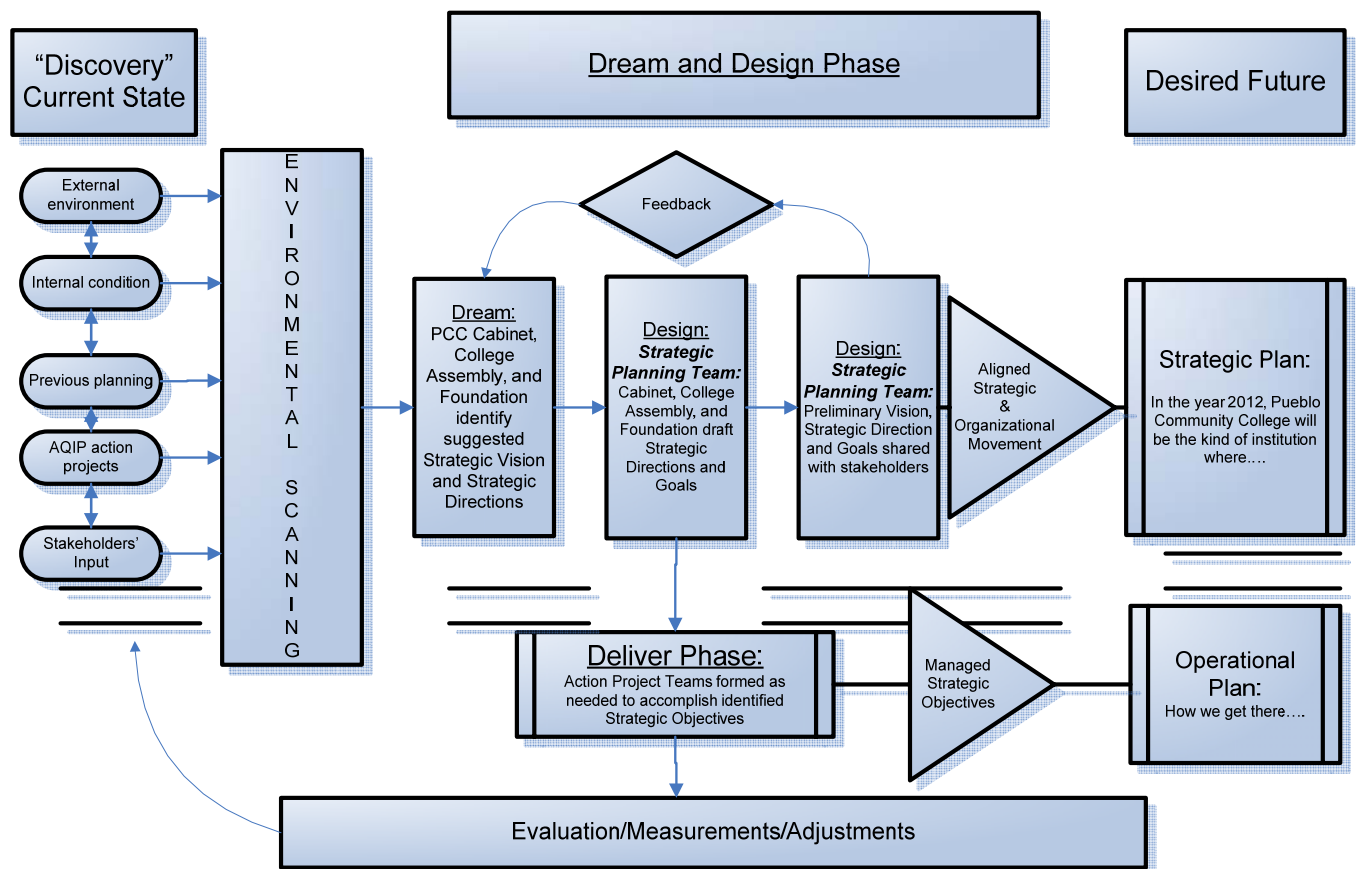 “Discovery”
Current State
Dream and Design Phase
Desired Future
External
environment
Internal condition
Previous planning
AQIP action
projects
Stakeholders’
Input
E
N
V
I
R
O
N
M
E
N
T
A
L
S
C
A
N
N
I
N
G
Feedback
Dream:
PCC Cabinet,
College
Assembly, and
Foundation
identify
suggested
Strategic Vision
and Strategic
Directions
Design:
Strategic
Planning Team:
Cabinet, College
Assembly, and
Foundation draft
Strategic
Directions and
Goals
Design:
Strategic
Planning Team:
Preliminary Vision,
Strategic Direction
and Goals shared
with stakeholders
Aligned
Strategic
&
Organizational
Movement
Strategic Plan:
In the year 2012, Pueblo
Community College will
be the kind of institution
where….
Deliver Phase:
Action Project Teams formed as
needed to accomplish identified
Strategic Objectives
Managed
Strategic
Objectives
Operational
Plan:
How we get there….
Evaluation/Measurements/Adjustments